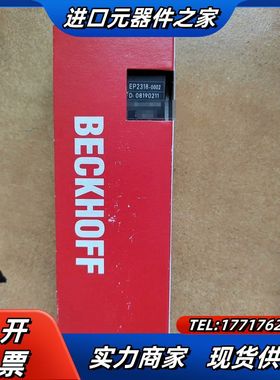 进口元器件之家
EP2318-0002
D: 08190211
BECKHOFF
开
票
TEL:1771762
实力商家 现货供